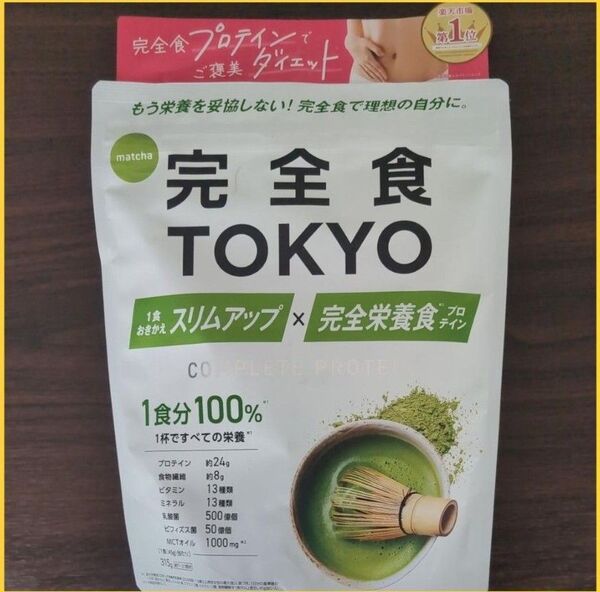 完全食プロテインで
ご褒美ダイエット
楽天市場
第1位
もう栄養を妥協しない！完全食で理想の自分に。
matcha
完全食
TOKYO
1食おきかえ スリムアップ × 完全栄養食※ プロテイン
COMPLETE PROTEIN
1食分100%※1
1杯ですべての栄養※1
プロテイン 約24g
食物繊維 約8g
ビタミン 13種類
ミネラル 13種類
乳酸菌 500億個
ビフィズス菌 50億個
MCTオイル 1000mg※2
315g